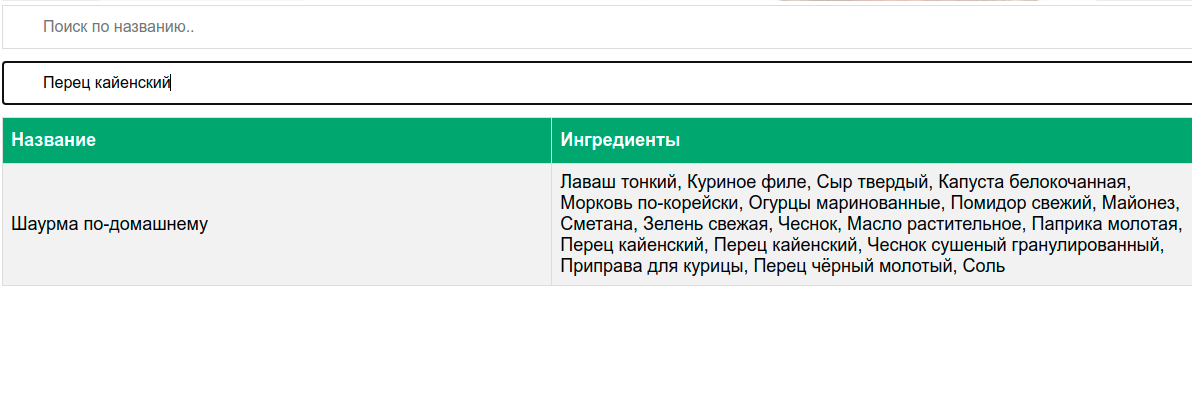 Поиск по названию..
Перец кайенский
Название
Ингредиенты
Шаурма по-домашнему
Лаваш тонкий, Куриное филе, Сыр твердый, Капуста белокочанная,
Морковь по-корейски, Огурцы маринованные, Помидор свежий, Майонез,
Сметана, Зелень свежая, Чеснок, Масло растительное, Паприка молотая,
Перец кайенский, Перец кайенский, Чеснок сушеный гранулированный,
Приправа для курицы, Перец чёрный молотый, Соль